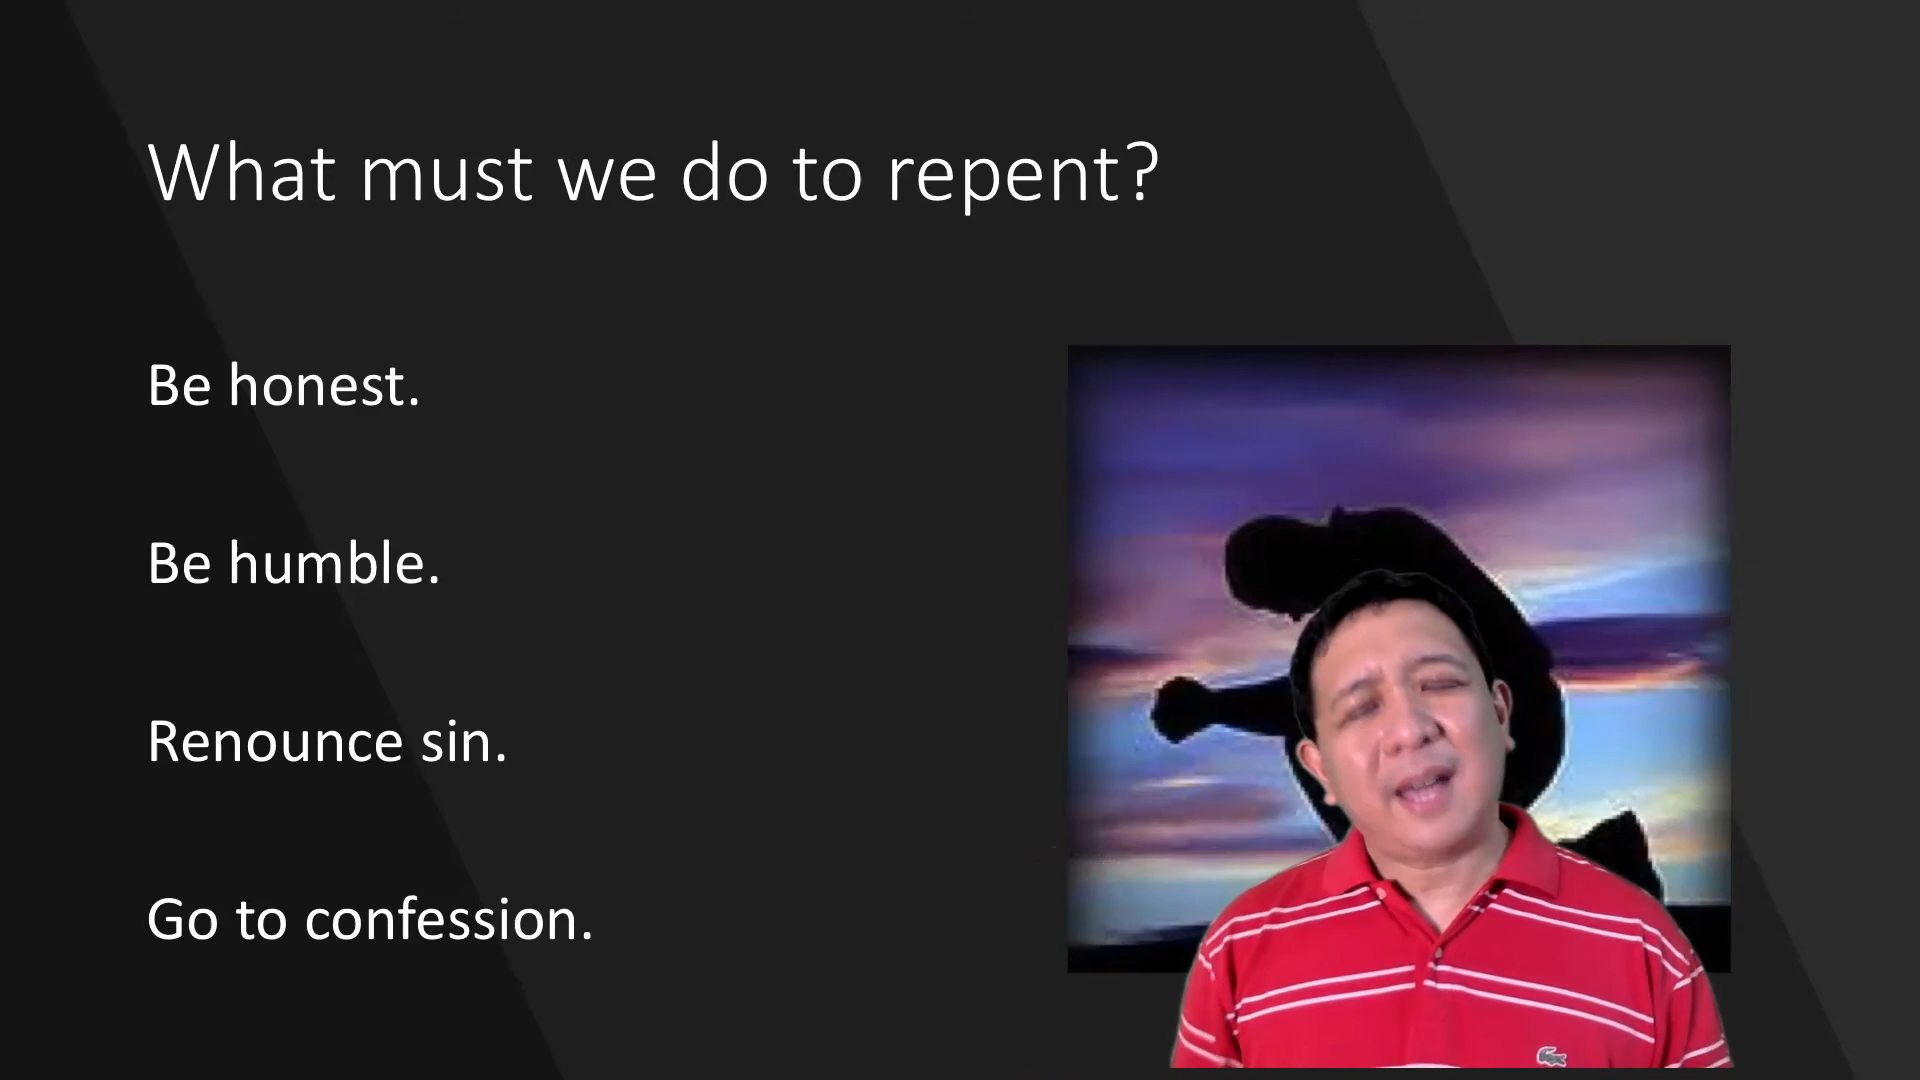 What must we do to repent?
Be honest.
Be humble.
Renounce sin.
Go to confession.